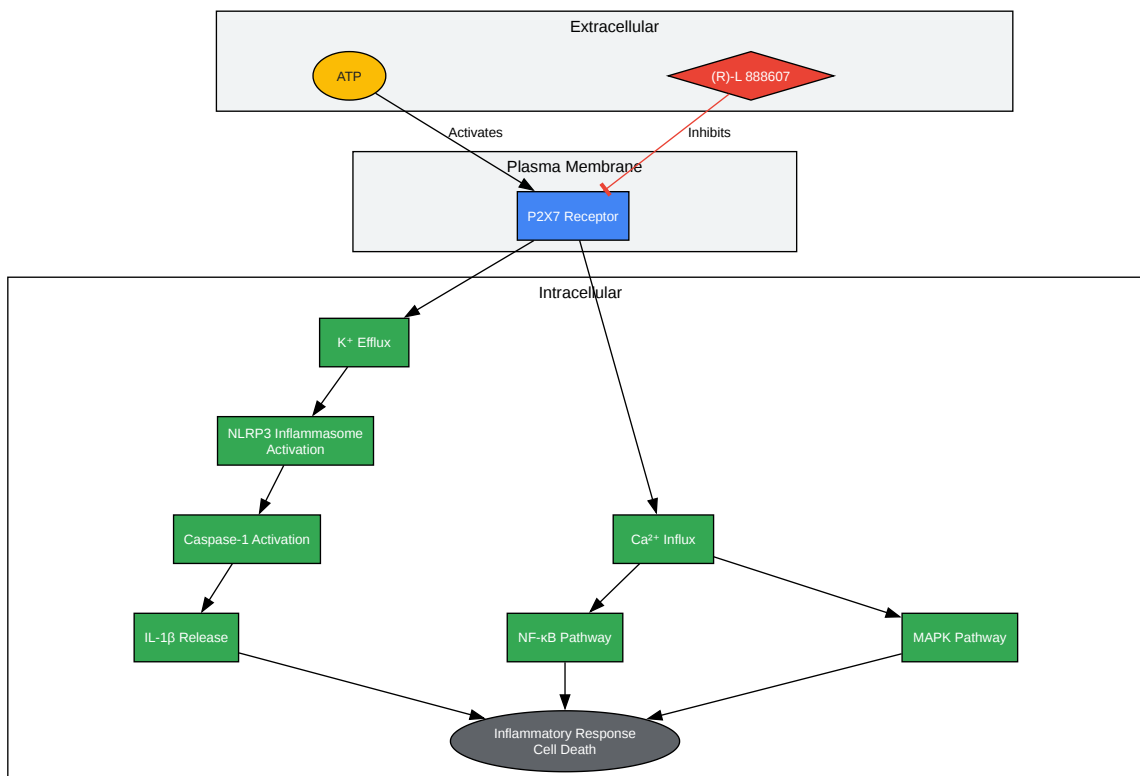 Extracellular
ATP
(R)-L 888607
Activates
Inhibits
Plasma Membrane
P2X7 Receptor
Intracellular
K⁺ Efflux
NLRP3 Inflammasome
Activation
Caspase-1 Activation
Ca²⁺ Influx
IL-1β Release
NF-κB Pathway
MAPK Pathway
Inflammatory Response
Cell Death